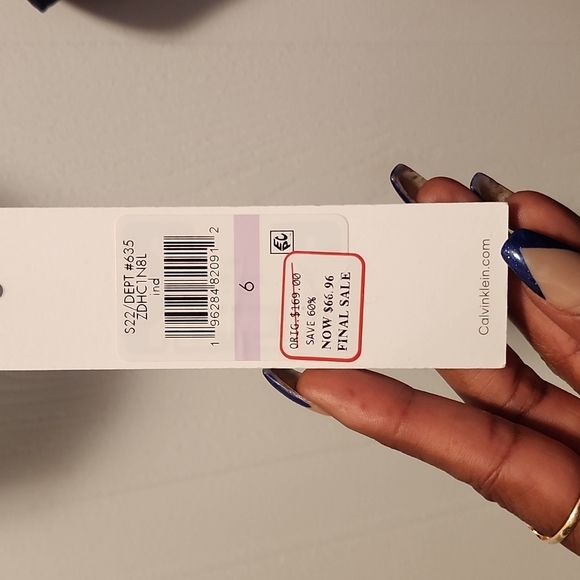 S22/DEPT #635
ZDHC1N8L
ind
1 96284 82091 2
6
ORIG.$169.00
SAVE 60%
NOW $66.96
FINAL SALE
Calvinklein.com